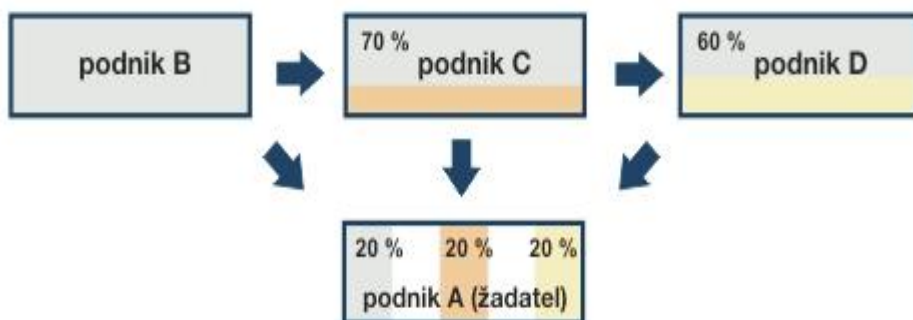 podnik B
70 %
podnik C
60 %
podnik D
20 % 20 % 20 %
podnik A (žadatel)